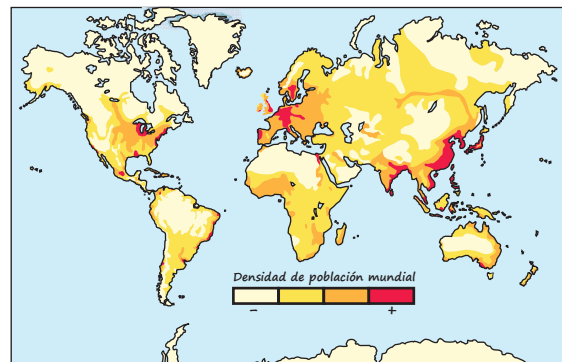 Densidad de población mundial
– +